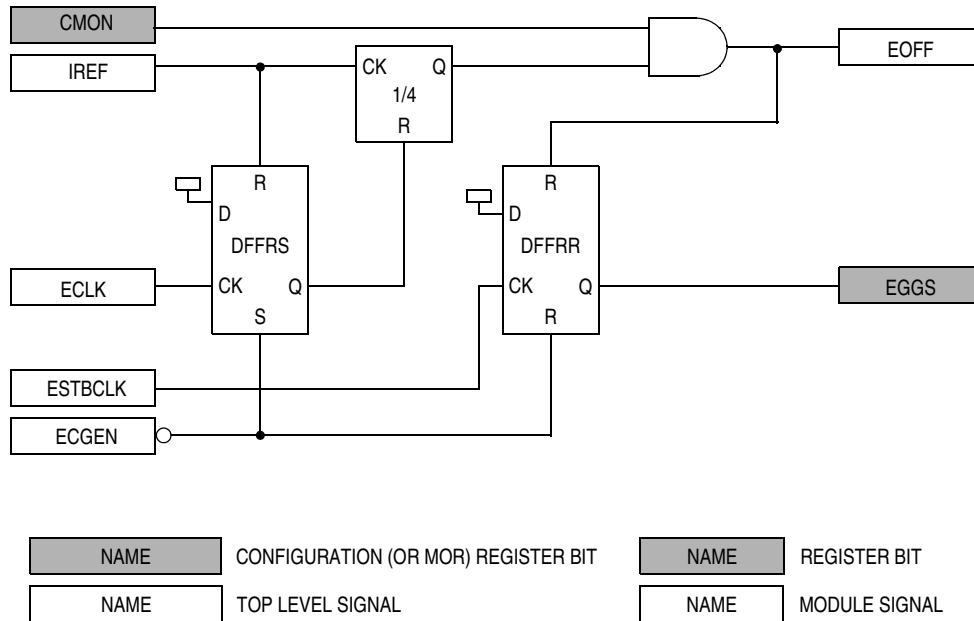 CMON
IREF
CK Q
1/4
R
EOFF
R
D
DFFRS
CK Q
S
R
D
DFFRR
CK Q
R
ECLK
EGGS
ESTBCLK
ECGEN
NAME CONFIGURATION (OR MOR) REGISTER BIT
NAME REGISTER BIT
NAME TOP LEVEL SIGNAL
NAME MODULE SIGNAL